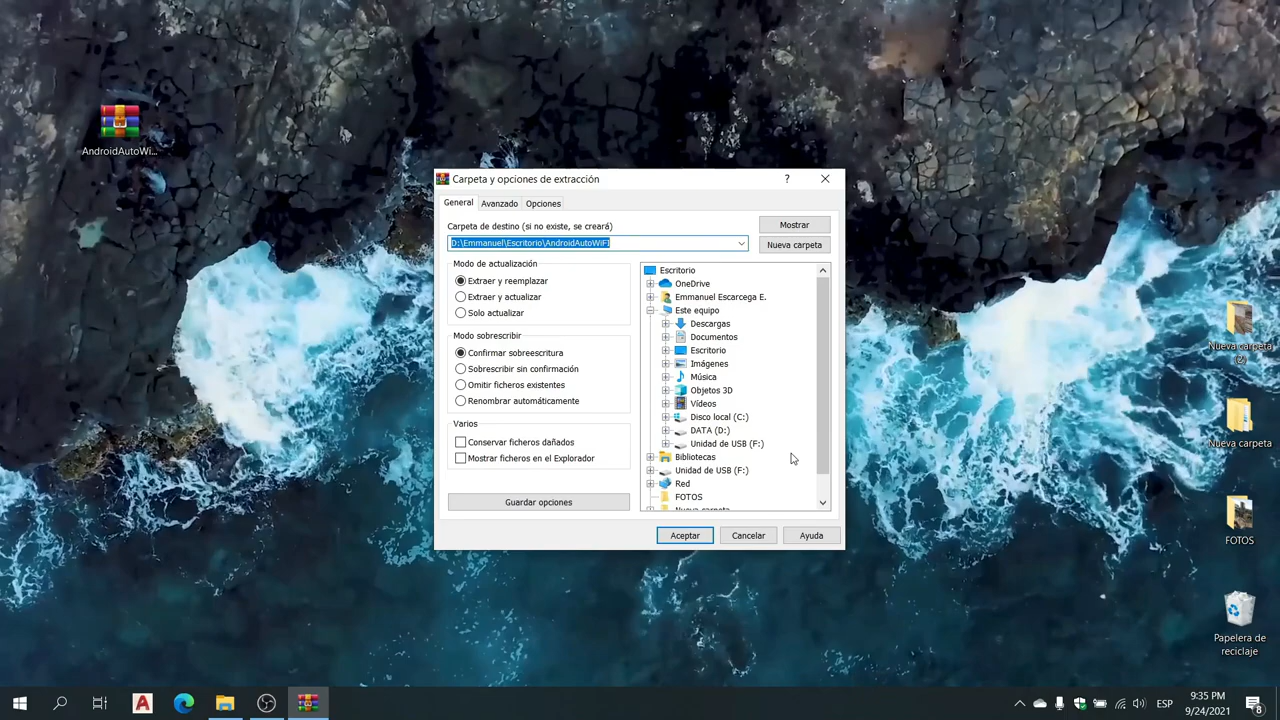 AndroidAutoWi...
Carpeta y opciones de extracción
?
General
Avanzado
Opciones
Carpeta de destino (si no existe, se creará)
Mostrar
D:\Emmanuel\Escritorio\AndroidAutoWiFI
Nueva carpeta
Modo de actualización
Extraer y reemplazar
Extraer y actualizar
Solo actualizar
Modo sobrescribir
Confirmar sobreescritura
Sobrescribir sin confirmación
Omitir ficheros existentes
Renombrar automáticamente
Varios
Conservar ficheros dañados
Mostrar ficheros en el Explorador
Guardar opciones
Escritorio
OneDrive
Emmanuel Escarcega E.
Este equipo
Descargas
Documentos
Escritorio
Imágenes
Música
Objetos 3D
Vídeos
Disco local (C:)
DATA (D:)
Unidad de USB (F:)
Bibliotecas
Unidad de USB (F:)
Red
FOTOS
Nueva carpeta
Aceptar
Cancelar
Ayuda
Nueva carpeta
(2)
Nueva carpeta
FOTOS
Papelera de
reciclaje
ESP
9:35 PM
9/24/2021
8